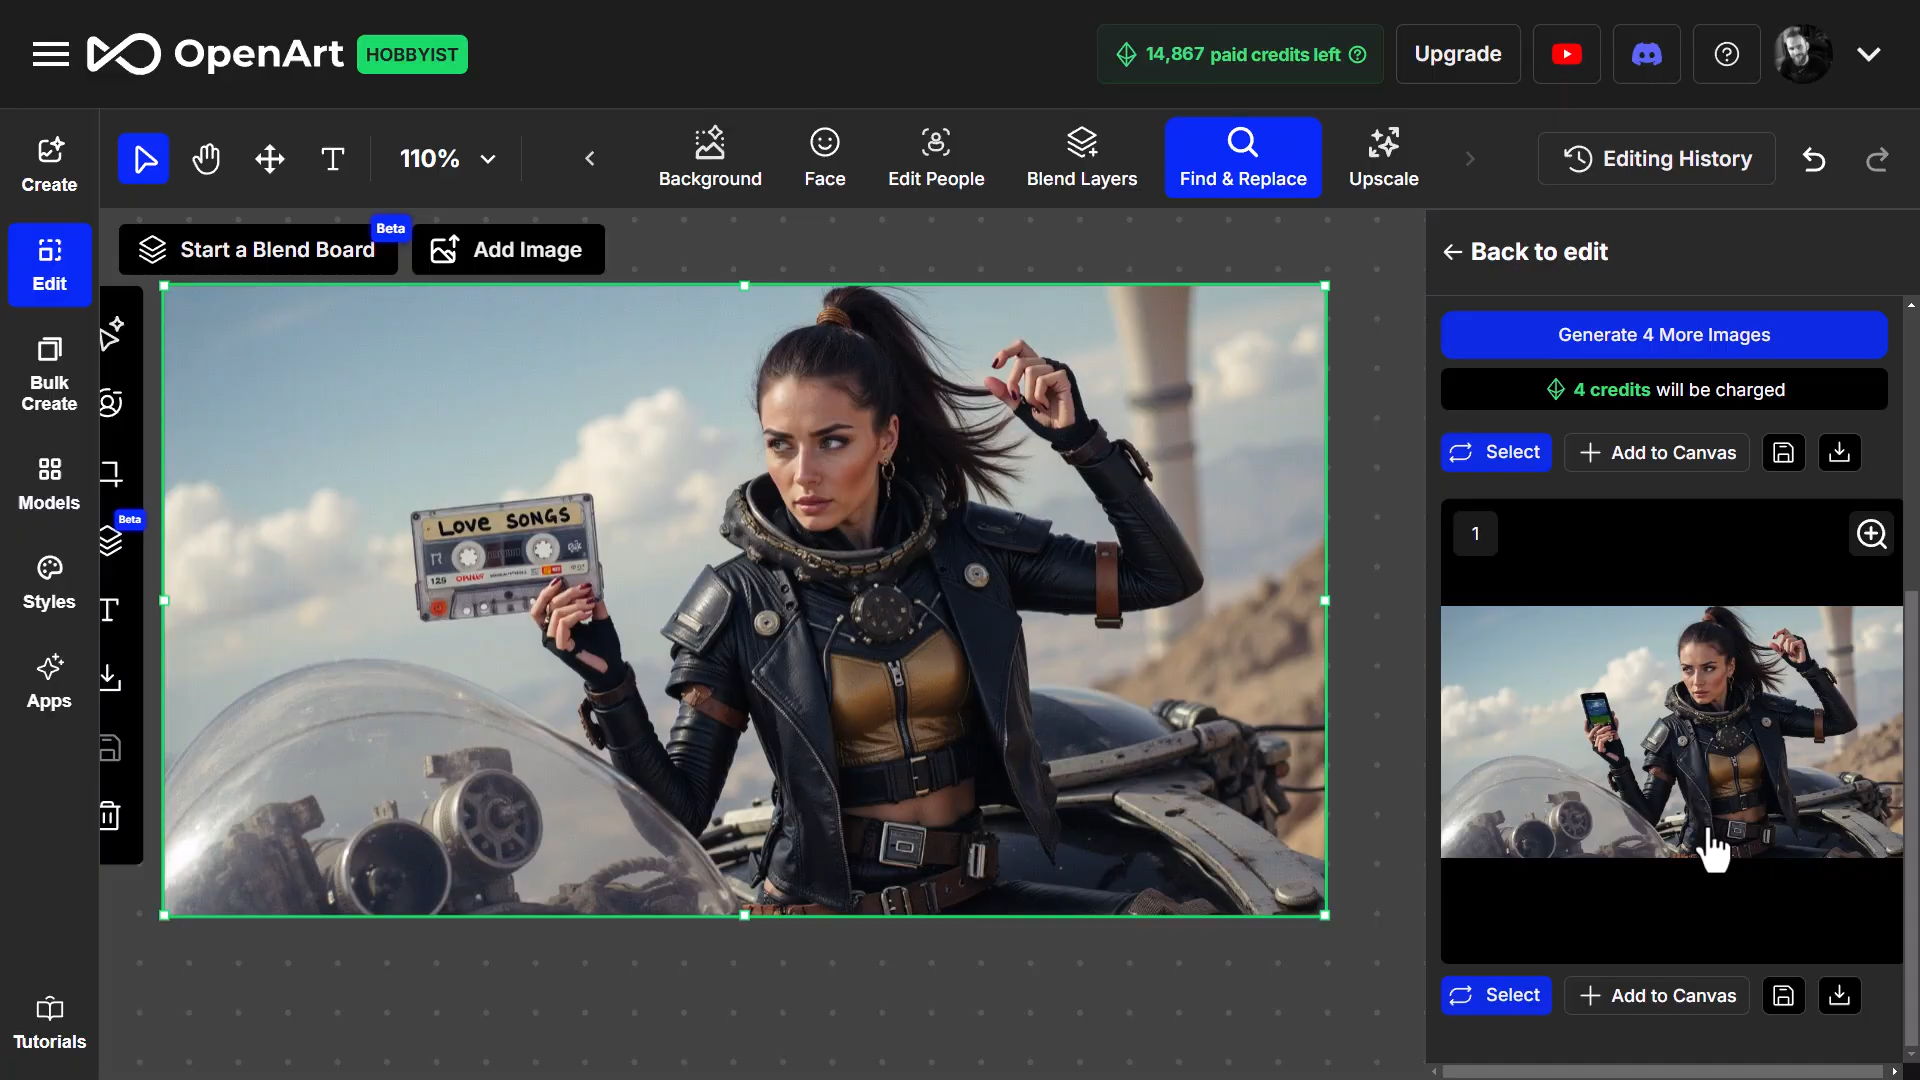 OpenArt HOBBYIST
14,867 paid credits left
Upgrade
Create
Edit
Bulk
Create
Models
Beta
Styles
Apps
Tutorials
110%
Background
Face
Edit People
Blend Layers
Find & Replace
Upscale
Editing History
Beta
Start a Blend Board
Add Image
LOVE SONGS
Back to edit
Generate 4 More Images
4 credits will be charged
Select
Add to Canvas
1
Select
Add to Canvas